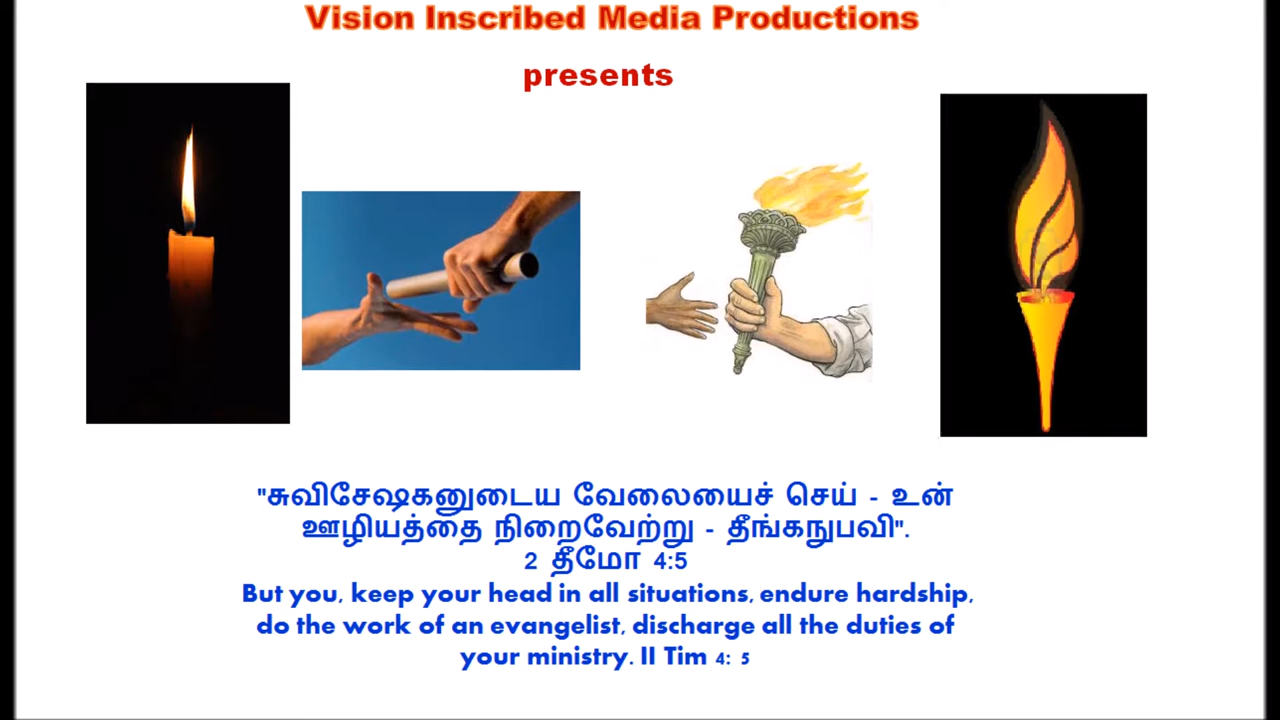 Vision Inscribed Media Productions
presents
"சுவிசேஷகனுடைய வேலையைச் செய் - உன்
ஊழியத்தை நிறைவேற்று - தீங்கநுபவி".
2 தீமோ 4:5
But you, keep your head in all situations, endure hardship,
do the work of an evangelist, discharge all the duties of
your ministry. II Tim 4: 5